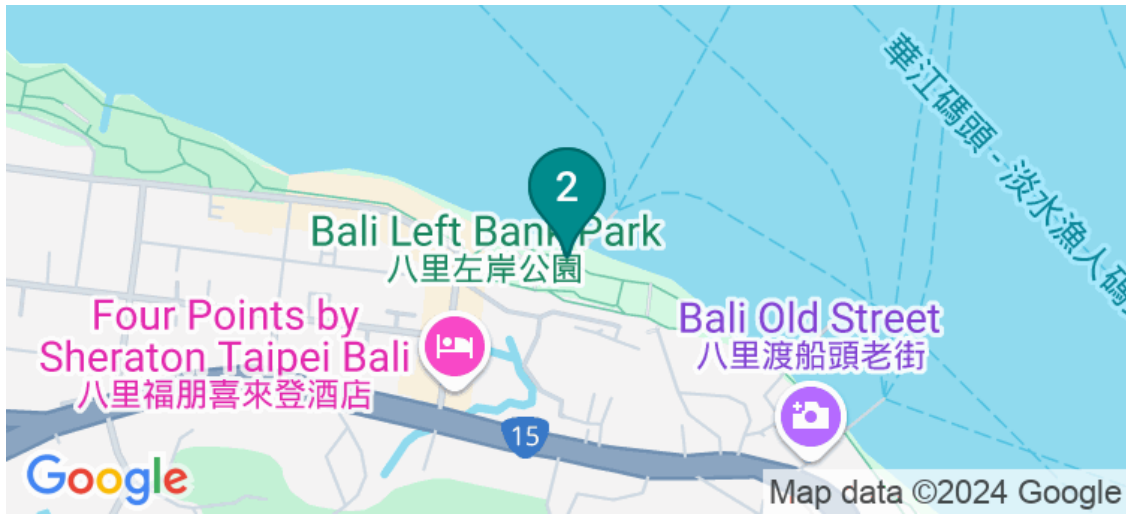 華江碼頭 - 淡水漁人碼
2
Bali Left Bank Park
八里左岸公園
Four Points by
Sheraton Taipei Bali
八里福朋喜來登酒店
Bali Old Street
八里渡船頭老街
15
Google
Map data ©2024 Google